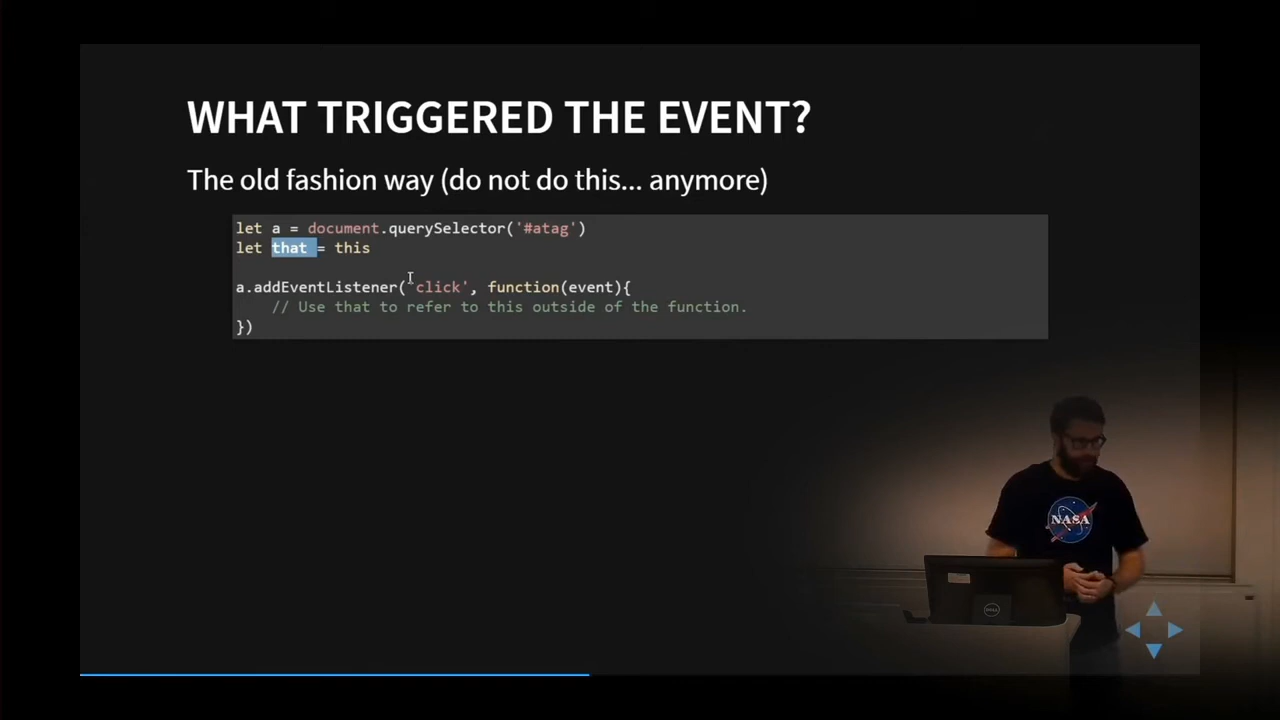 WHAT TRIGGERED THE EVENT?
The old fashion way (do not do this... anymore)
let a = document.querySelector('#atag')
let that = this
a.addEventListener('click', function(event){
// Use that to refer to this outside of the function.
})
NASA
DELL